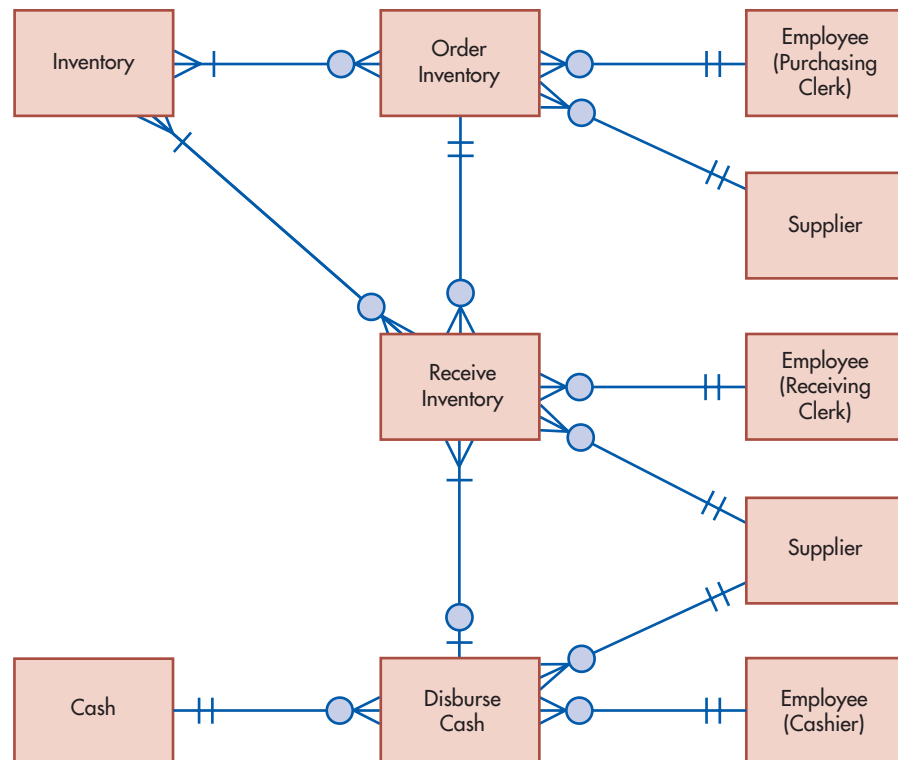 Inventory
Order
Inventory
Employee
(Purchasing
Clerk)
Supplier
Receive
Inventory
Employee
(Receiving
Clerk)
Supplier
Cash
Disburse
Cash
Employee
(Cashier)